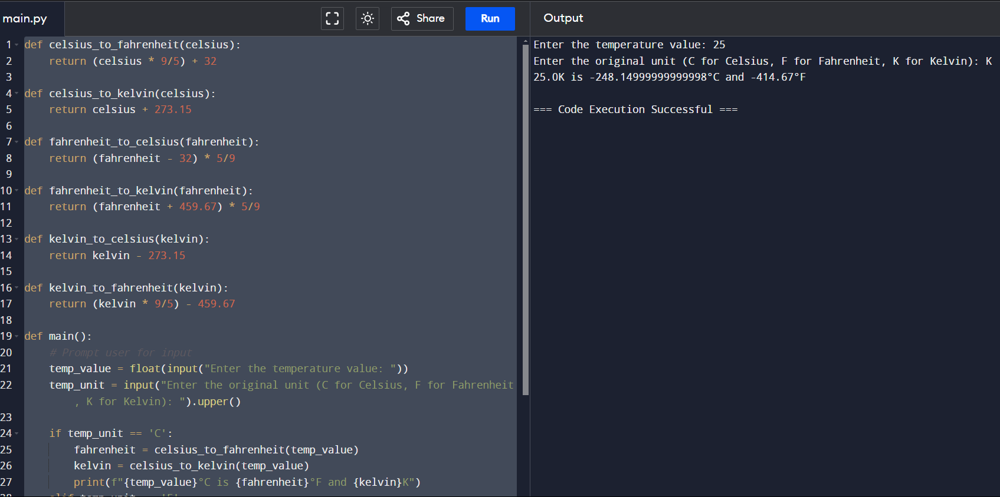 main.py
Share
Run
Output
1 def celsius_to_fahrenheit(celsius):
2     return (celsius * 9/5) + 32
3
4 def celsius_to_kelvin(celsius):
5     return celsius + 273.15
6
7 def fahrenheit_to_celsius(fahrenheit):
8     return (fahrenheit - 32) * 5/9
9
10 def fahrenheit_to_kelvin(fahrenheit):
11     return (fahrenheit + 459.67) * 5/9
12
13 def kelvin_to_celsius(kelvin):
14     return kelvin - 273.15
15
16 def kelvin_to_fahrenheit(kelvin):
17     return (kelvin * 9/5) - 459.67
18
19 def main():
20     # Prompt user for input
21     temp_value = float(input("Enter the temperature value: "))
22     temp_unit = input("Enter the original unit (C for Celsius, F for Fahrenheit
        , K for Kelvin): ").upper()
23
24     if temp_unit == 'C':
25         fahrenheit = celsius_to_fahrenheit(temp_value)
26         kelvin = celsius_to_kelvin(temp_value)
27         print(f"{temp_value}°C is {fahrenheit}°F and {kelvin}K")
Enter the temperature value: 25
Enter the original unit (C for Celsius, F for Fahrenheit, K for Kelvin): K
25.0K is -248.14999999999998°C and -414.67°F
=== Code Execution Successful ===